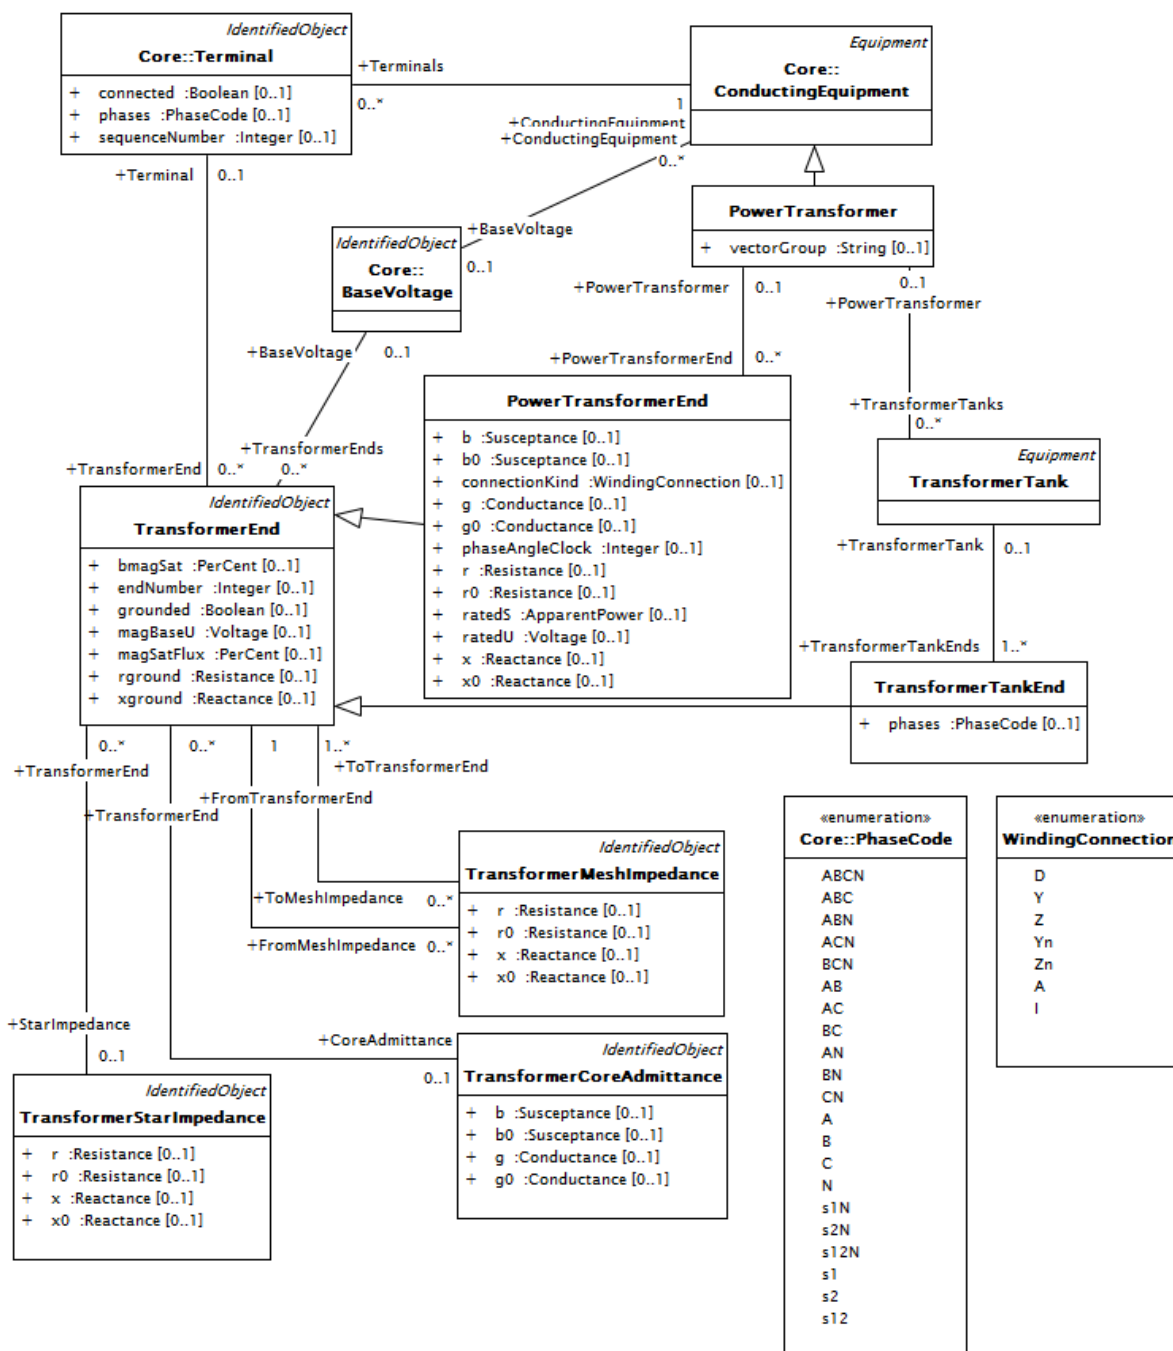 IdentifiedObject
Core::Terminal
+ connected :Boolean [0..1]
+ phases :PhaseCode [0..1]
+ sequenceNumber :Integer [0..1]
+Terminals
0..*
1
Equipment
Core::
ConductingEquipment
+ConductingEquipment
+ConductingEquipment
0..*
+Terminal
0..1
PowerTransformer
+ vectorGroup :String [0..1]
+BaseVoltage
0..1
IdentifiedObject
Core::
BaseVoltage
+PowerTransformer
0..1
0..1
+PowerTransformer
+BaseVoltage
0..1
+PowerTransformerEnd
0..*
PowerTransformerEnd
+ b :Susceptance [0..1]
+ b0 :Susceptance [0..1]
+ connectionKind :WindingConnection [0..1]
+ g :Conductance [0..1]
+ g0 :Conductance [0..1]
+ phaseAngleClock :Integer [0..1]
+ r :Resistance [0..1]
+ r0 :Resistance [0..1]
+ ratedS :ApparentPower [0..1]
+ ratedU :Voltage [0..1]
+ x :Reactance [0..1]
+ x0 :Reactance [0..1]
+TransformerTanks
0..*
Equipment
TransformerTank
+TransformerTank
0..1
+TransformerEnds
0..*
+TransformerEnd
0..*
IdentifiedObject
TransformerEnd
+ bmagSat :PerCent [0..1]
+ endNumber :Integer [0..1]
+ grounded :Boolean [0..1]
+ magBaseU :Voltage [0..1]
+ magSatFlux :PerCent [0..1]
+ rground :Resistance [0..1]
+ xground :Reactance [0..1]
+TransformerTankEnds
1..*
TransformerTankEnd
+ phases :PhaseCode [0..1]
0..*
+TransformerEnd
0..*
+TransformerEnd
1
+FromTransformerEnd
1..*
+ToTransformerEnd
IdentifiedObject
TransformerMeshImpedance
+ r :Resistance [0..1]
+ r0 :Resistance [0..1]
+ x :Reactance [0..1]
+ x0 :Reactance [0..1]
+ToMeshImpedance
0..*
+FromMeshImpedance
0..*
+StarImpedance
0..1
+CoreAdmittance
0..1
IdentifiedObject
TransformerStarImpedance
+ r :Resistance [0..1]
+ r0 :Resistance [0..1]
+ x :Reactance [0..1]
+ x0 :Reactance [0..1]
IdentifiedObject
TransformerCoreAdmittance
+ b :Susceptance [0..1]
+ b0 :Susceptance [0..1]
+ g :Conductance [0..1]
+ g0 :Conductance [0..1]
«enumeration»
Core::PhaseCode
ABCN
ABC
ABN
ACN
BCN
AB
AC
BC
AN
BN
CN
A
B
C
N
s1N
s2N
s12N
s1
s2
s12
«enumeration»
WindingConnection
D
Y
Z
Yn
Zn
A
I